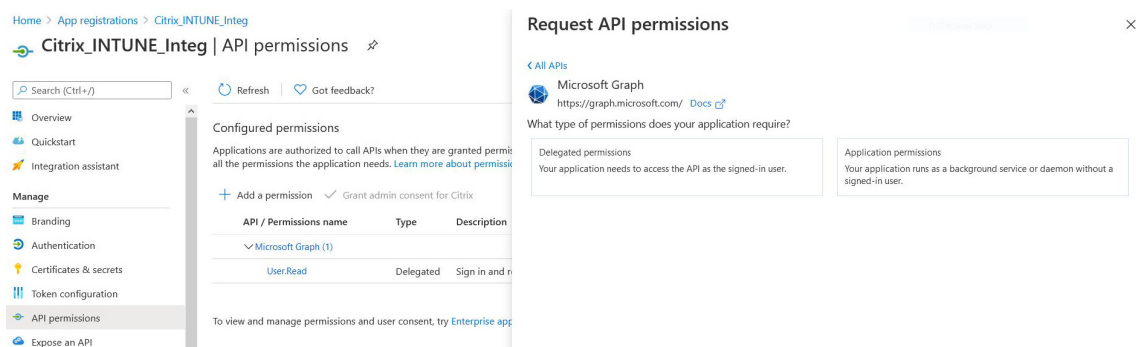 Home > App registrations > Citrix_INTUNE_Integ
Citrix_INTUNE_Integ | API permissions
Search (Ctrl+/)
«
Overview
Quickstart
Integration assistant
Manage
Branding
Authentication
Certificates & secrets
Token configuration
API permissions
Expose an API
Refresh
Got feedback?
Configured permissions
Applications are authorized to call APIs when they are granted permis
all the permissions the application needs. Learn more about permissio
Add a permission
Grant admin consent for Citrix
API / Permissions name Type Description
Microsoft Graph (1)
User.Read Delegated Sign in and r
To view and manage permissions and user consent, try Enterprise app
Request API permissions
All APIs
Microsoft Graph
https://graph.microsoft.com/ Docs
What type of permissions does your application require?
Delegated permissions
Your application needs to access the API as the signed-in user.
Application permissions
Your application runs as a background service or daemon without a
signed-in user.